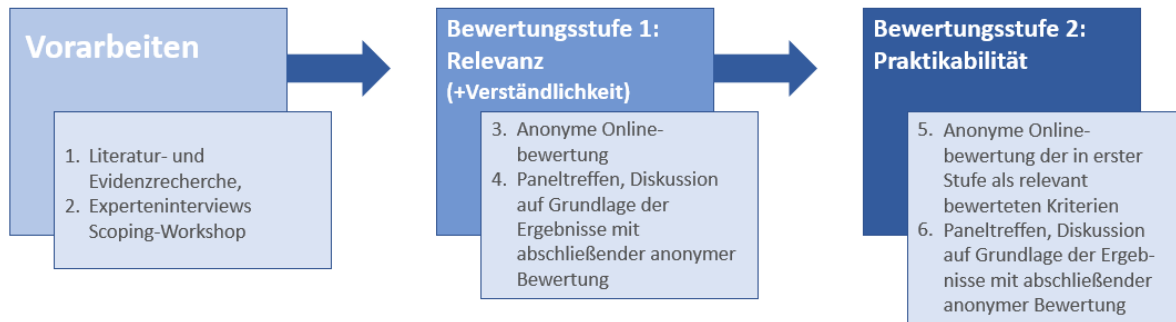 Vorarbeiten
1. Literatur- und
Evidenzrecherche,
2. Experteninterviews
Scoping-Workshop
Bewertungsstufe 1:
Relevanz
(+Verständlichkeit)
3. Anonyme Online-
bewertung
4. Paneltreffen, Diskussion
auf Grundlage der
Ergebnisse mit
abschließender anonymer
Bewertung
Bewertungsstufe 2:
Praktikabilität
5. Anonyme Online-
bewertung der in erster
Stufe als relevant
bewerteten Kriterien
6. Paneltreffen, Diskussion
auf Grundlage der Ergeb-
nisse mit abschließender
anonymer Bewertung